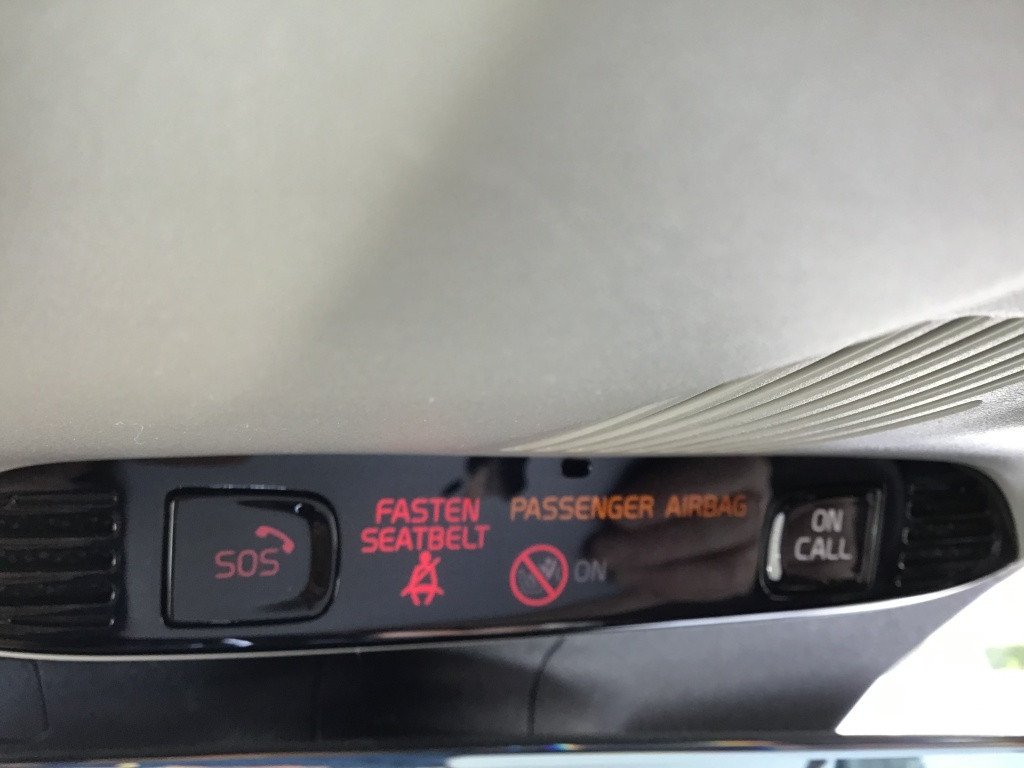 SOS
FASTEN
SEATBELT
PASSENGER AIRBAG
ON
ON
CALL